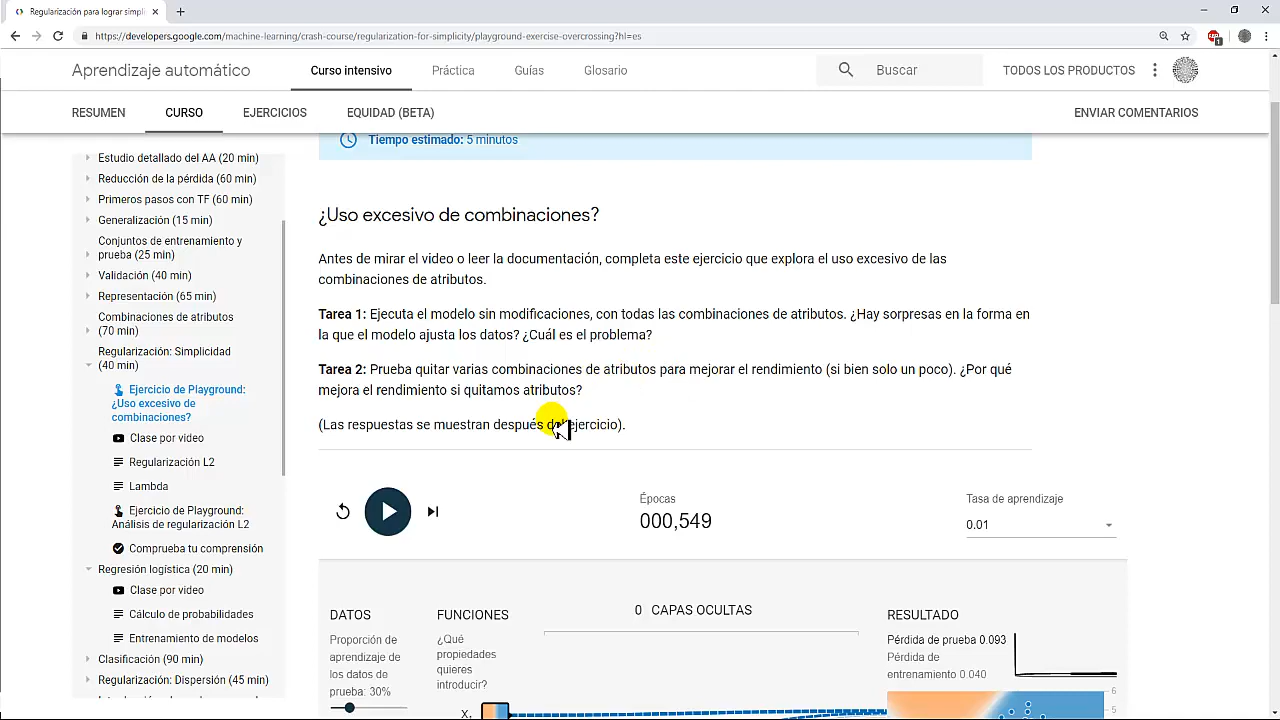 Regularización para lograr simpli
https://developers.google.com/machine-learning/crash-course/regularization-for-simplicity/playground-exercise-overcrossing?hl=es
1
Aprendizaje automático
Curso intensivo
Práctica
Guías
Glosario
Buscar
TODOS LOS PRODUCTOS
RESUMEN
CURSO
EJERCICIOS
EQUIDAD (BETA)
ENVIAR COMENTARIOS
Estudio detallado del AA (20 min)
Reducción de la pérdida (60 min)
Primeros pasos con TF (60 min)
Generalización (15 min)
Conjuntos de entrenamiento y
prueba (25 min)
Validación (40 min)
Representación (65 min)
Combinaciones de atributos
(70 min)
Regularización: Simplicidad
(40 min)
Ejercicio de Playground:
¿Uso excesivo de
combinaciones?
Clase por video
Regularización L2
Lambda
Ejercicio de Playground:
Análisis de regularización L2
Comprueba tu comprensión
Regresión logística (20 min)
Clase por video
Cálculo de probabilidades
Entrenamiento de modelos
Clasificación (90 min)
Regularización: Dispersión (45 min)
Tiempo estimado: 5 minutos
¿Uso excesivo de combinaciones?
Antes de mirar el video o leer la documentación, completa este ejercicio que explora el uso excesivo de las
combinaciones de atributos.
Tarea 1: Ejecuta el modelo sin modificaciones, con todas las combinaciones de atributos. ¿Hay sorpresas en la forma en
la que el modelo ajusta los datos? ¿Cuál es el problema?
Tarea 2: Prueba quitar varias combinaciones de atributos para mejorar el rendimiento (si bien solo un poco). ¿Por qué
mejora el rendimiento si quitamos atributos?
(Las respuestas se muestran después del ejercicio).
Épocas
000,549
Tasa de aprendizaje
0.01
DATOS
Proporción de
aprendizaje de
los datos de
prueba: 30%
FUNCIONES
¿Qué
propiedades
quieres
introducir?
X,
0 CAPAS OCULTAS
RESULTADO
Pérdida de prueba 0.093
Pérdida de
entrenamiento 0.040
6